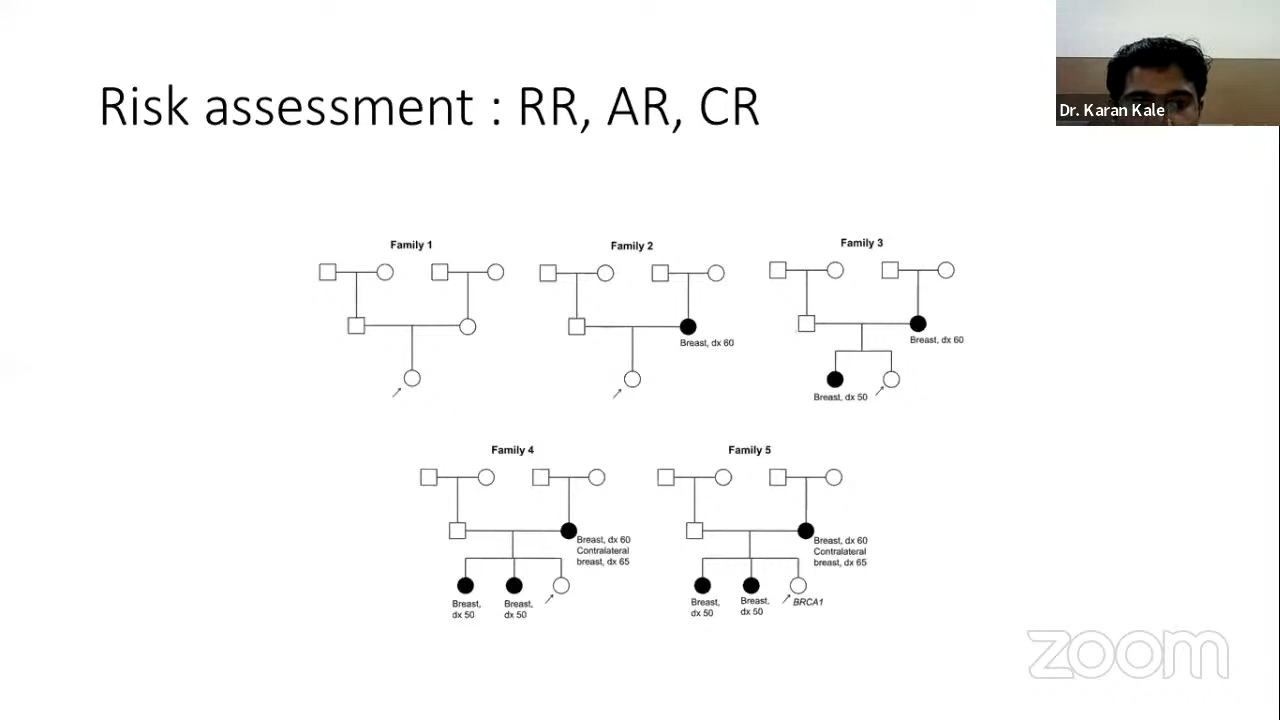 Risk assessment : RR, AR, CR
Dr. Karan Kale
Family 1
Family 2
Family 3
Breast, dx 60
Breast, dx 60
Breast, dx 50
Family 4
Family 5
Breast, dx 60
Contralateral
breast, dx 65
Breast,
dx 50
Breast,
dx 50
Breast, dx 60
Contralateral
breast, dx 65
Breast,
dx 50
Breast,
dx 50
BRCA1
zoom